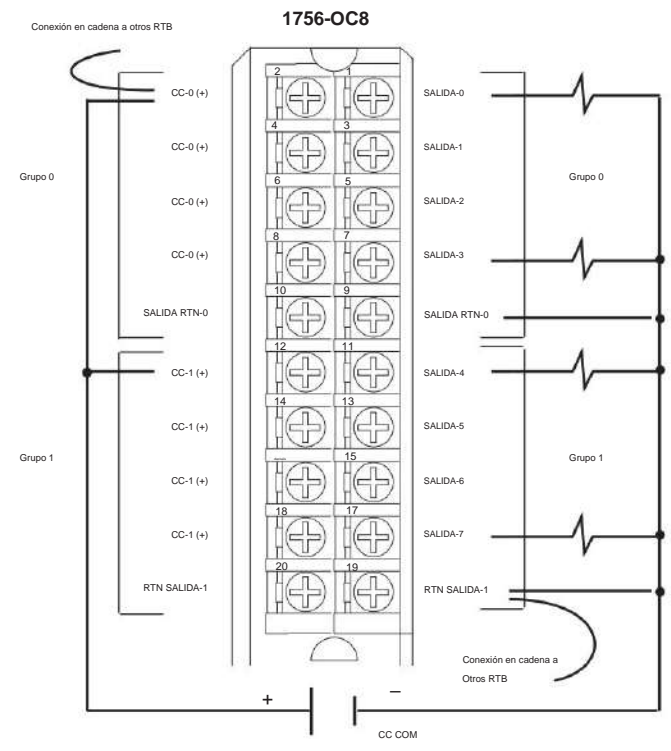 1756-OC8
Conexión en cadena a otros RTB
2 1
CC-0 (+) SALIDA-0
4 3
CC-0 (+) SALIDA-1
Grupo 0 Grupo 0
6 5
CC-0 (+) SALIDA-2
8 7
CC-0 (+) SALIDA-3
10 9
SALIDA RTN-0 SALIDA RTN-0
12 11
CC-1 (+) SALIDA-4
14 13
CC-1 (+) SALIDA-5
Grupo 1 Grupo 1
15
CC-1 (+) SALIDA-6
18 17
CC-1 (+) SALIDA-7
20 19
RTN SALIDA-1 RTN SALIDA-1
Conexión en cadena a
Otros RTB
+ –
CC COM